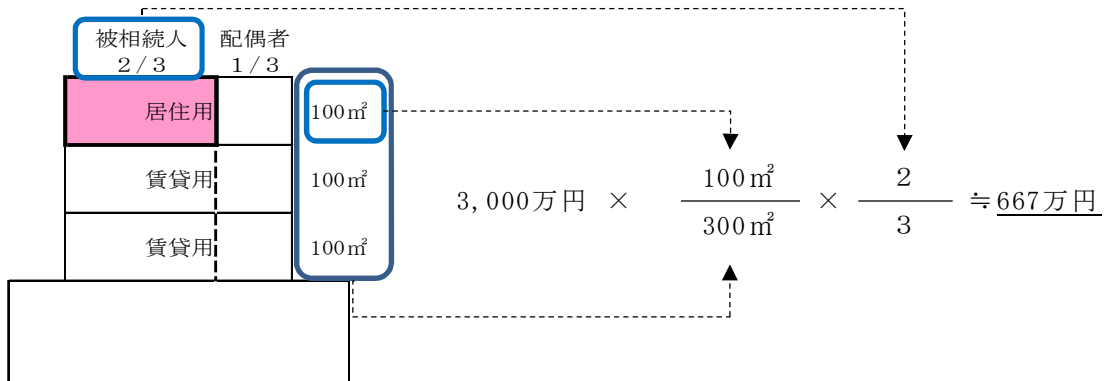 被相続人 配偶者
2/3 1/3
居住用 100㎡
賃貸用 100㎡
賃貸用 100㎡
3,000万円 × 100㎡/300㎡ × 2/3 ≒ 667万円